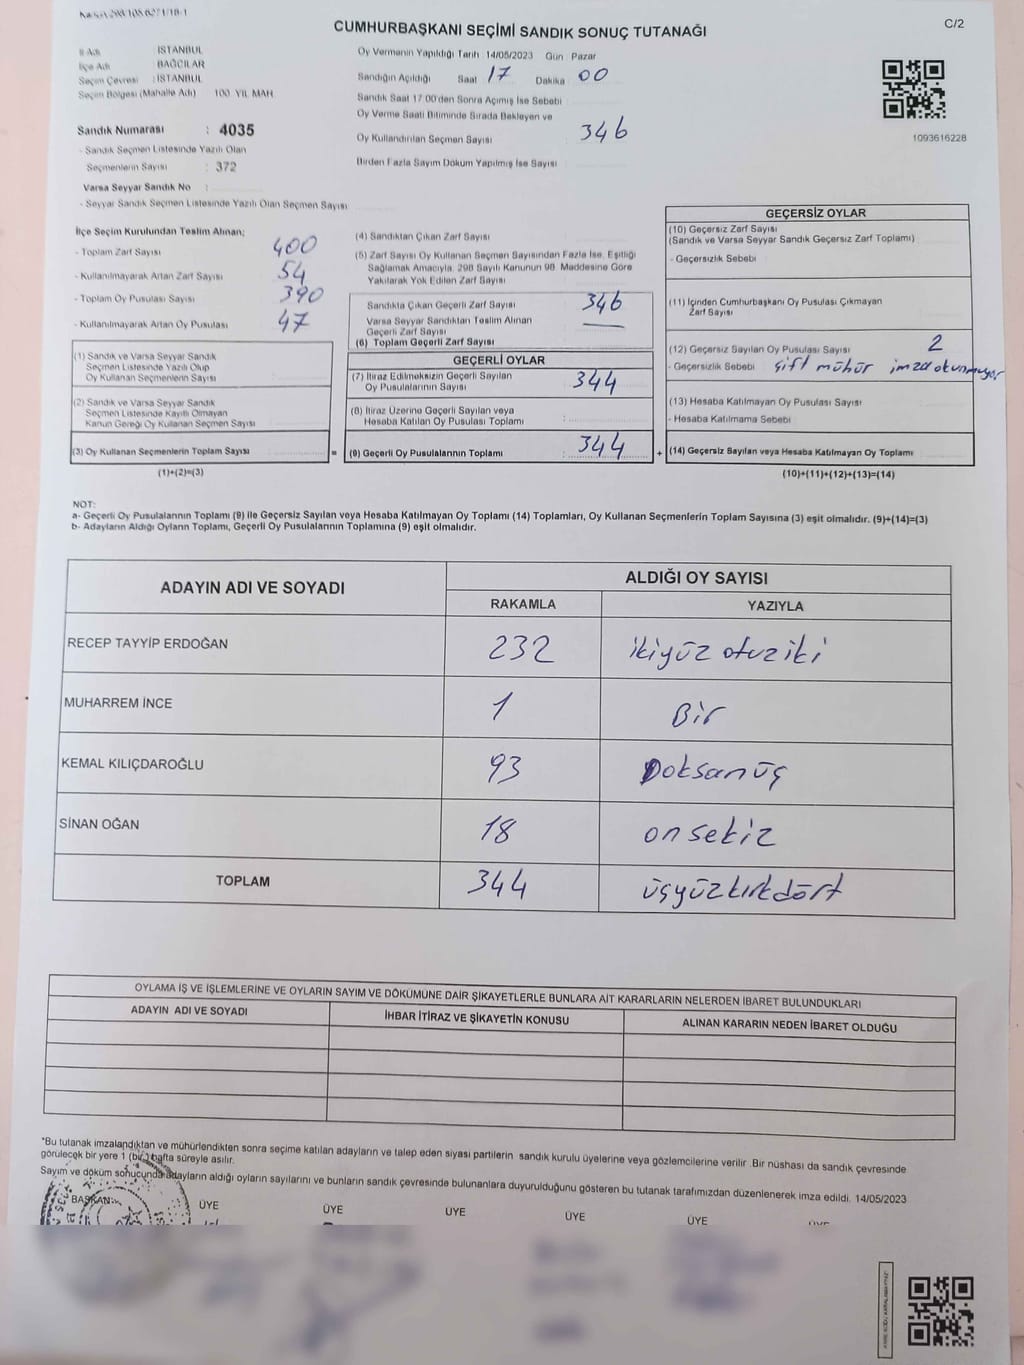 C/2
CUMHURBAŞKANI SEÇİMİ SANDIK SONUÇ TUTANAĞI
İl Adı İSTANBUL
İlçe Adı BAĞCILAR
Seçim Çevresi : İSTANBUL
Seçim Bölgesi (Mahalle Adı) 100. YIL MAH.
Sandık Numarası : 4035
- Sandık Seçmen Listesinde Yazılı Olan
Seçmenlerin Sayısı : 372
Varsa Seyyar Sandık No :
- Seyyar Sandık Seçmen Listesinde Yazılı Olan Seçmen Sayısı
Oy Vermenin Yapıldığı Tarih 14/05/2023 Gün Pazar
Sandığın Açıldığı Saat 17 Dakika 00
Sandık Saat 17:00'den Sonra Açılmış İse Sebebi
Oy Verme Saati Bitiminde Sırada Bekleyen ve
Oy Kullandırılan Seçmen Sayısı 346
Birden Fazla Sayım Döküm Yapılmış İse Sayısı
1093616228
İlçe Seçim Kurulundan Teslim Alınan;
- Toplam Zarf Sayısı 400
- Kullanılmayarak Artan Zarf Sayısı 54
- Toplam Oy Pusulası Sayısı 390
- Kullanılmayarak Artan Oy Pusulası 47
(1) Sandık ve Varsa Seyyar Sandık
Seçmen Listesinde Yazılı Olup
Oy Kullanan Seçmenlerin Sayısı
(2) Sandık ve Varsa Seyyar Sandık
Seçmen Listesinde Kayıtlı Olmayan
Kanun Gereği Oy Kullanan Seçmen Sayısı
(3) Oy Kullanan Seçmenlerin Toplam Sayısı =
(1)+(2)=(3)
(4) Sandıktan Çıkan Zarf Sayısı
(5) Zarf Sayısı Oy Kullanan Seçmen Sayısından Fazla İse, Eşitliği
Sağlamak Amacıyla, 298 Sayılı Kanunun 98. Maddesine Göre
Yakılarak Yok Edilen Zarf Sayısı
Sandıkta Çıkan Geçerli Zarf Sayısı 346
Varsa Seyyar Sandıktan Teslim Alınan
Geçerli Zarf Sayısı —
(6) Toplam Geçerli Zarf Sayısı
GEÇERLİ OYLAR
(7) İtiraz Edilmeksizin Geçerli Sayılan
Oy Pusulalarının Sayısı 344
(8) İtiraz Üzerine Geçerli Sayılan veya
Hesaba Katılan Oy Pusulası Toplamı :
(9) Geçerli Oy Pusulalarının Toplamı : 344 +
GEÇERSİZ OYLAR
(10) Geçersiz Zarf Sayısı
(Sandık ve Varsa Seyyar Sandık Geçersiz Zarf Toplamı)
- Geçersizlik Sebebi
(11) İçinden Cumhurbaşkanı Oy Pusulası Çıkmayan
Zarf Sayısı
(12) Geçersiz Sayılan Oy Pusulası Sayısı 2
- Geçersizlik Sebebi çift mühür imza okunmuyor
(13) Hesaba Katılmayan Oy Pusulası Sayısı
- Hesaba Katılmama Sebebi
(14) Geçersiz Sayılan veya Hesaba Katılmayan Oy Toplamı
(10)+(11)+(12)+(13)=(14)
NOT:
a- Geçerli Oy Pusulalarının Toplamı (9) ile Geçersiz Sayılan veya Hesaba Katılmayan Oy Toplamı (14) Toplamları, Oy Kullanan Seçmenlerin Toplam Sayısına (3) eşit olmalıdır. (9)+(14)=(3)
b- Adayların Aldığı Oyların Toplamı, Geçerli Oy Pusulalarının Toplamına (9) eşit olmalıdır.
ADAYIN ADI VE SOYADI ALDIĞI OY SAYISI
RAKAMLA YAZIYLA
RECEP TAYYİP ERDOĞAN 232 ikiyüz otuziki
MUHARREM İNCE 1 Bir
KEMAL KILIÇDAROĞLU 93 Doksanüç
SİNAN OĞAN 18 onsekiz
TOPLAM 344 üçyüzkırkdört
OYLAMA İŞ VE İŞLEMLERİNE VE OYLARIN SAYIM VE DÖKÜMÜNE DAİR ŞİKAYETLERLE BUNLARA AİT KARARLARIN NELERDEN İBARET BULUNDUKLARI
ADAYIN ADI VE SOYADI İHBAR İTİRAZ VE ŞİKAYETİN KONUSU ALINAN KARARIN NEDEN İBARET OLDUĞU
*Bu tutanak imzalandıktan ve mühürlendikten sonra seçime katılan adayların ve talep eden siyasi partilerin sandık kurulu üyelerine veya gözlemcilerine verilir .Bir nüshası da sandık çevresinde
görülecek bir yere 1 (bir) hafta süreyle asılır.
Sayım ve döküm sonucunda adayların aldığı oyların sayılarını ve bunların sandık çevresinde bulunanlara duyurulduğunu gösteren bu tutanak tarafımızdan düzenlenerek imza edildi. 14/05/2023
BAŞKAN ÜYE ÜYE ÜYE ÜYE ÜYE ÜYE